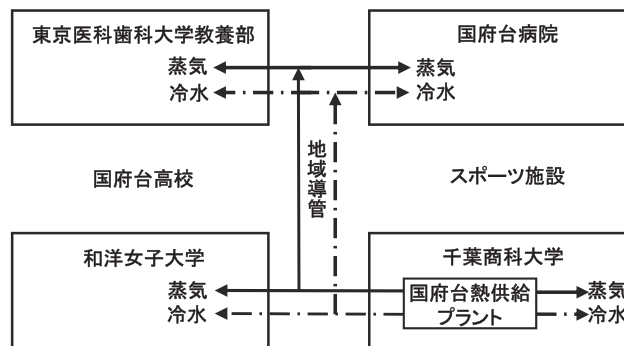 東京医科歯科大学教養部
蒸気
冷水
国府台病院
蒸気
冷水
国府台高校
地域導管
スポーツ施設
和洋女子大学
蒸気
冷水
千葉商科大学
国府台熱供給
プラント
蒸気
冷水